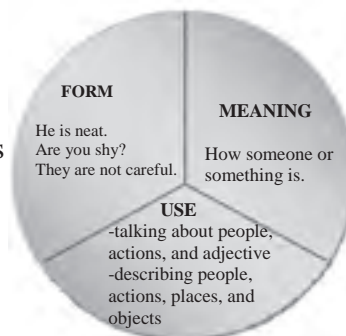 FORM
He is neat.
Are you shy?
They are not careful.
MEANING
How someone or
something is.
USE
-talking about people,
actions, and adjective
-describing people,
actions, places, and
objects
S